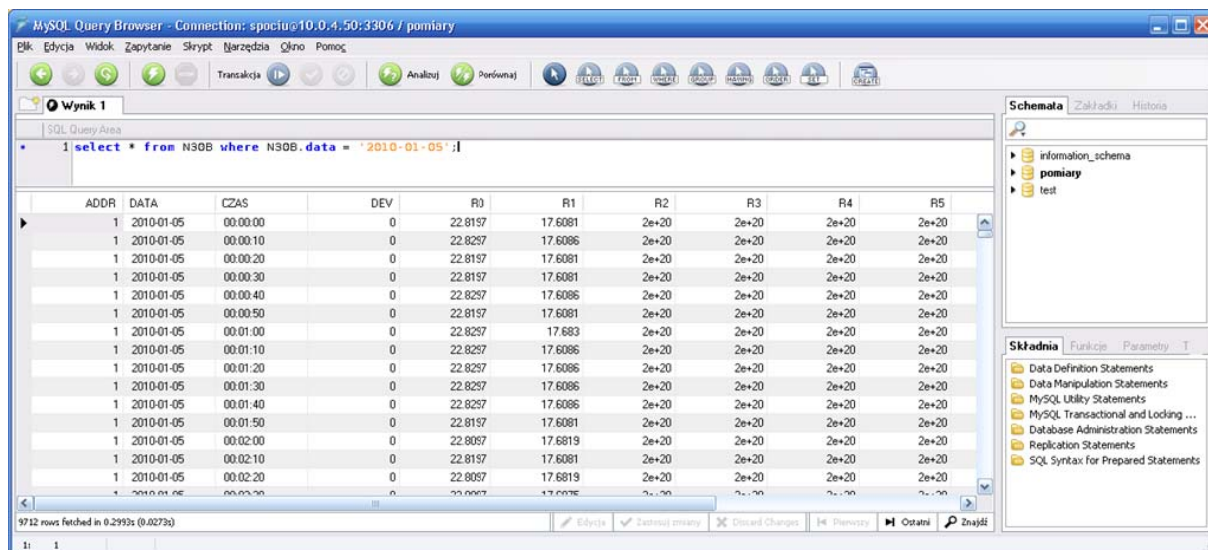 MySQL Query Browser - Connection: spociu@10.0.4.50:3306 / pomiary
Plik Edycja Widok Zapytanie Skrypt Narzędzia Okno Pomoc
Transakcja Analizuj Porównaj SELECT FROM WHERE GROUP HAVING ORDER SET CREATE
Wynik 1
SQL Query Area
1 select * from N30B where N30B.data = '2010-01-05';
ADDR DATA CZAS DEV R0 R1 R2 R3 R4 R5
1 2010-01-05 00:00:00 0 22.8197 17.6081 2e+20 2e+20 2e+20 2e+20
1 2010-01-05 00:00:10 0 22.8297 17.6086 2e+20 2e+20 2e+20 2e+20
1 2010-01-05 00:00:20 0 22.8197 17.6081 2e+20 2e+20 2e+20 2e+20
1 2010-01-05 00:00:30 0 22.8197 17.6081 2e+20 2e+20 2e+20 2e+20
1 2010-01-05 00:00:40 0 22.8297 17.6086 2e+20 2e+20 2e+20 2e+20
1 2010-01-05 00:00:50 0 22.8197 17.6081 2e+20 2e+20 2e+20 2e+20
1 2010-01-05 00:01:00 0 22.8297 17.683 2e+20 2e+20 2e+20 2e+20
1 2010-01-05 00:01:10 0 22.8297 17.6086 2e+20 2e+20 2e+20 2e+20
1 2010-01-05 00:01:20 0 22.8297 17.6086 2e+20 2e+20 2e+20 2e+20
1 2010-01-05 00:01:30 0 22.8297 17.6086 2e+20 2e+20 2e+20 2e+20
1 2010-01-05 00:01:40 0 22.8297 17.6086 2e+20 2e+20 2e+20 2e+20
1 2010-01-05 00:01:50 0 22.8197 17.6081 2e+20 2e+20 2e+20 2e+20
1 2010-01-05 00:02:00 0 22.8097 17.6819 2e+20 2e+20 2e+20 2e+20
1 2010-01-05 00:02:10 0 22.8197 17.6081 2e+20 2e+20 2e+20 2e+20
1 2010-01-05 00:02:20 0 22.8097 17.6819 2e+20 2e+20 2e+20 2e+20
9712 rows fetched in 0.2993s (0.0273s)
Edycja Zastosuj zmiany Discard Changes Pierwszy Ostatni Znajdź
1: 1
Schemata Zakładki Historia
information_schema
pomiary
test
Składnia Funkcje Parametry T
Data Definition Statements
Data Manipulation Statements
MySQL Utility Statements
MySQL Transactional and Locking ...
Database Administration Statements
Replication Statements
SQL Syntax for Prepared Statements